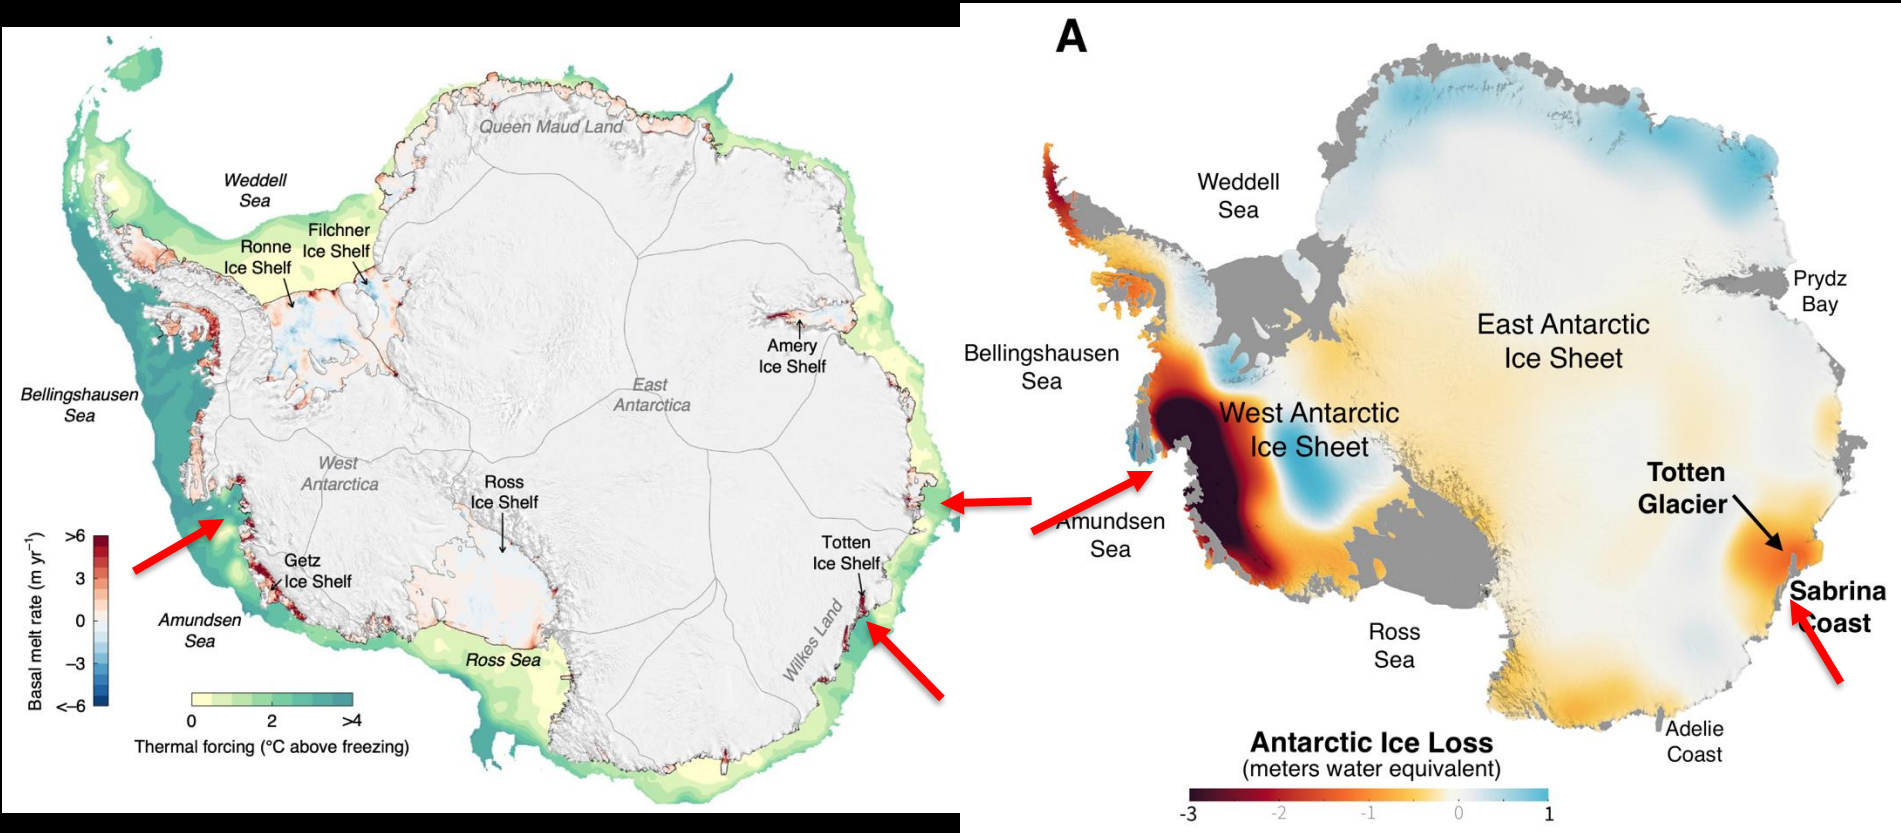 Queen Maud Land
Weddell
Sea
Filchner
Ice Shelf
Ronne
Ice Shelf
Amery
Ice Shelf
East
Antarctica
Bellingshausen
Sea
West
Antarctica
Ross
Ice Shelf
Totten
Ice Shelf
Getz
Ice Shelf
Amundsen
Sea
Ross Sea
Wilkes Land
Basal melt rate (m yr⁻¹)
>6
3
0
−3
<−6
0
2
>4
Thermal forcing (°C above freezing)
A
Weddell
Sea
Prydz
Bay
East Antarctic
Ice Sheet
Bellingshausen
Sea
West Antarctic
Ice Sheet
Totten
Glacier
Amundsen
Sea
Sabrina
Coast
Ross
Sea
Adelie
Coast
Antarctic Ice Loss
(meters water equivalent)
-3
-2
-1
0
1